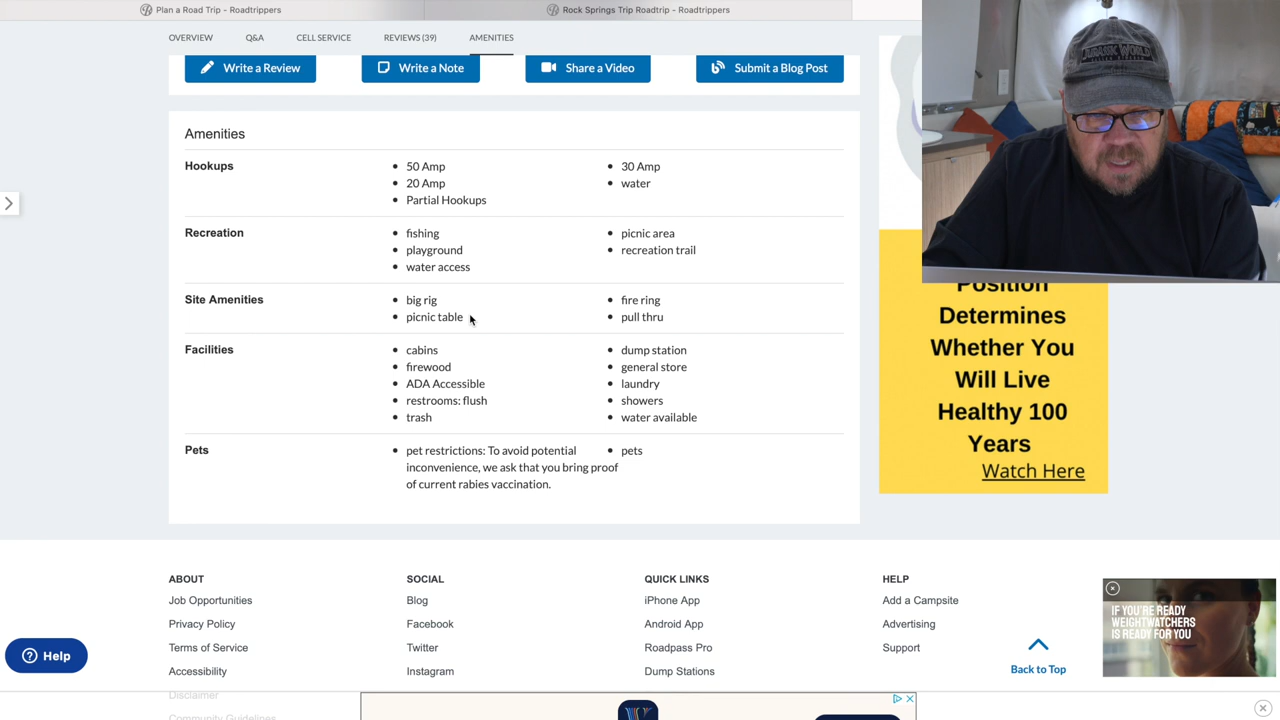 Plan a Road Trip - Roadtrippers
Rock Springs Trip Roadtrip - Roadtrippers
OVERVIEW
Q&A
CELL SERVICE
REVIEWS (39)
AMENITIES
Write a Review
Write a Note
Share a Video
Submit a Blog Post
Amenities
Hookups
50 Amp
30 Amp
20 Amp
water
Partial Hookups
Recreation
fishing
picnic area
playground
recreation trail
water access
Site Amenities
big rig
fire ring
picnic table
pull thru
Facilities
cabins
dump station
firewood
general store
ADA Accessible
laundry
restrooms: flush
showers
trash
water available
Pets
pet restrictions: To avoid potential
inconvenience, we ask that you bring proof
of current rabies vaccination.
pets
JURASSIC WORLD
Position
Determines
Whether You
Will Live
Healthy 100
Years
Watch Here
ABOUT
SOCIAL
QUICK LINKS
HELP
Job Opportunities
Blog
iPhone App
Add a Campsite
Privacy Policy
Facebook
Android App
Advertising
Terms of Service
Twitter
Roadpass Pro
Support
Accessibility
Instagram
Dump Stations
Disclaimer
Community Guidelines
Help
Back to Top
IF YOU'RE READY
WEIGHTWATCHERS
IS READY FOR YOU